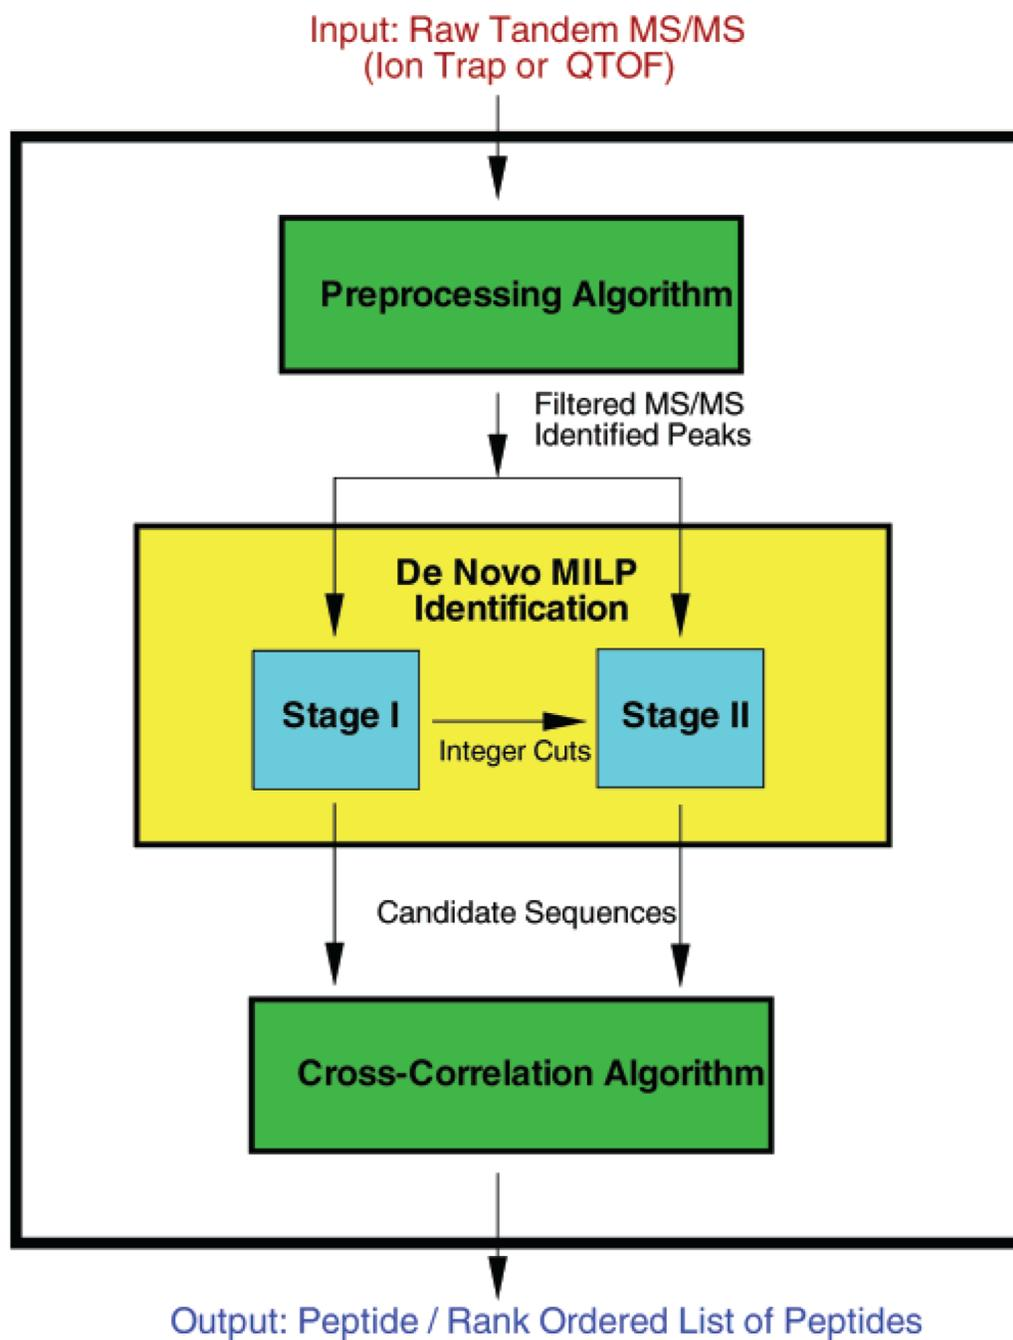 Input: Raw Tandem MS/MS
(Ion Trap or QTOF)
Preprocessing Algorithm
Filtered MS/MS
Identified Peaks
De Novo MILP
Identification
Stage I
Stage II
Integer Cuts
Candidate Sequences
Cross-Correlation Algorithm
Output: Peptide / Rank Ordered List of Peptides